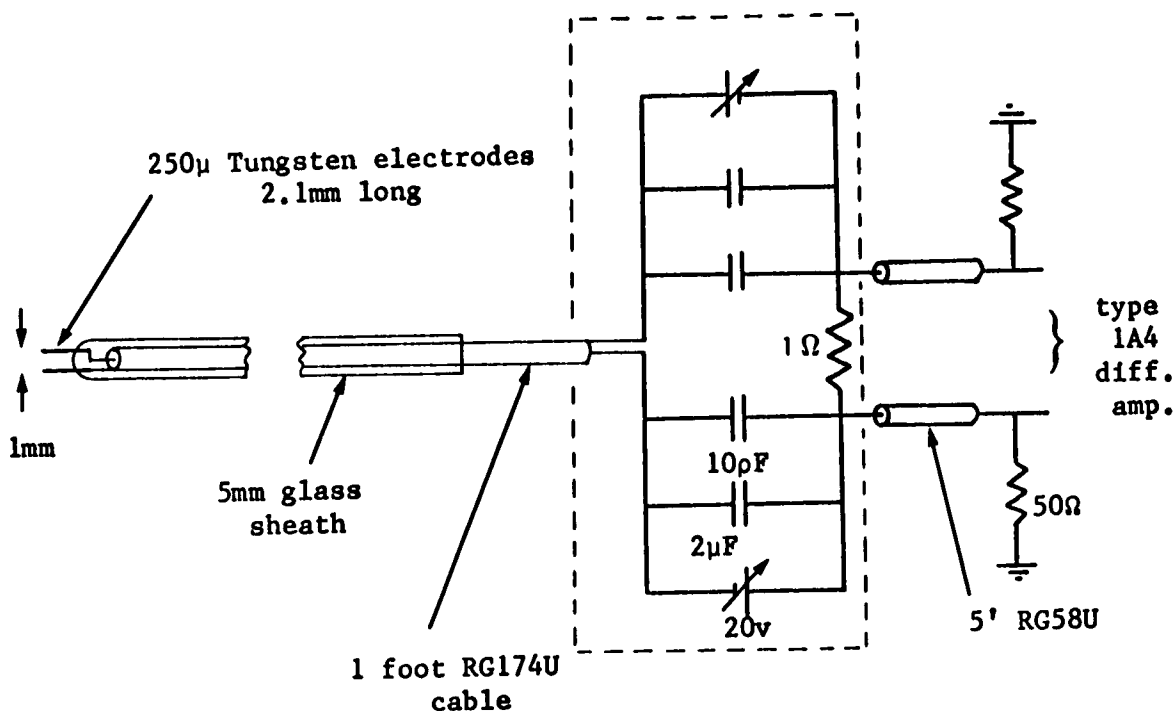 250μ Tungsten electrodes
2.1mm long
1mm
5mm glass
sheath
1 foot RG174U
cable
1Ω
10ρF
2μF
20v
type
1A4
diff.
amp.
50Ω
5' RG58U